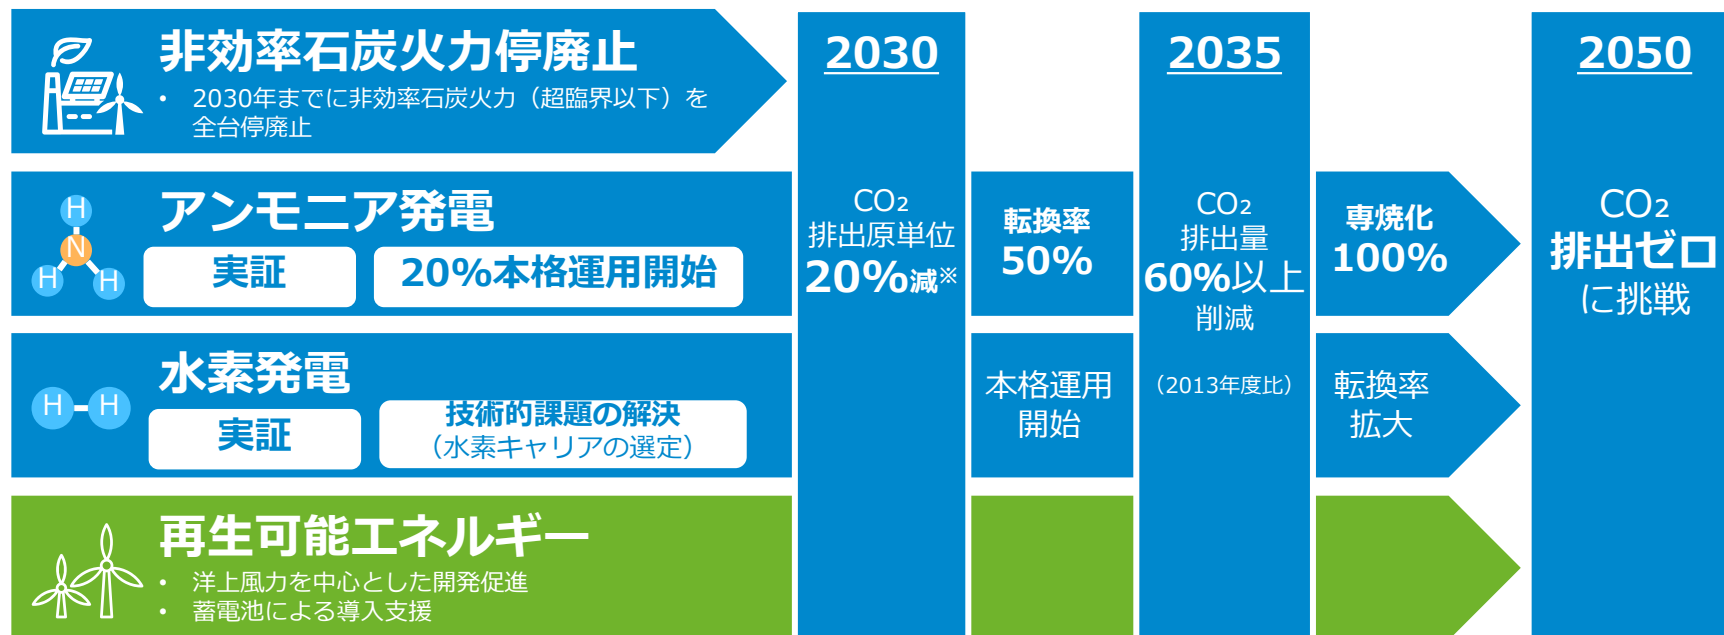 非効率石炭火力停廃止
• 2030年までに非効率石炭火力（超臨界以下）を
全台停廃止
アンモニア発電
H
N
H
H
実証
20%本格運用開始
水素発電
H
H
実証
技術的課題の解決
（水素キャリアの選定）
再生可能エネルギー
• 洋上風力を中心とした開発促進
• 蓄電池による導入支援
2030
CO₂
排出原単位
20%減※
転換率
50%
本格運用
開始
2035
CO₂
排出量
60%以上
削減
（2013年度比）
専焼化
100%
転換率
拡大
2050
CO₂
排出ゼロ
に挑戦